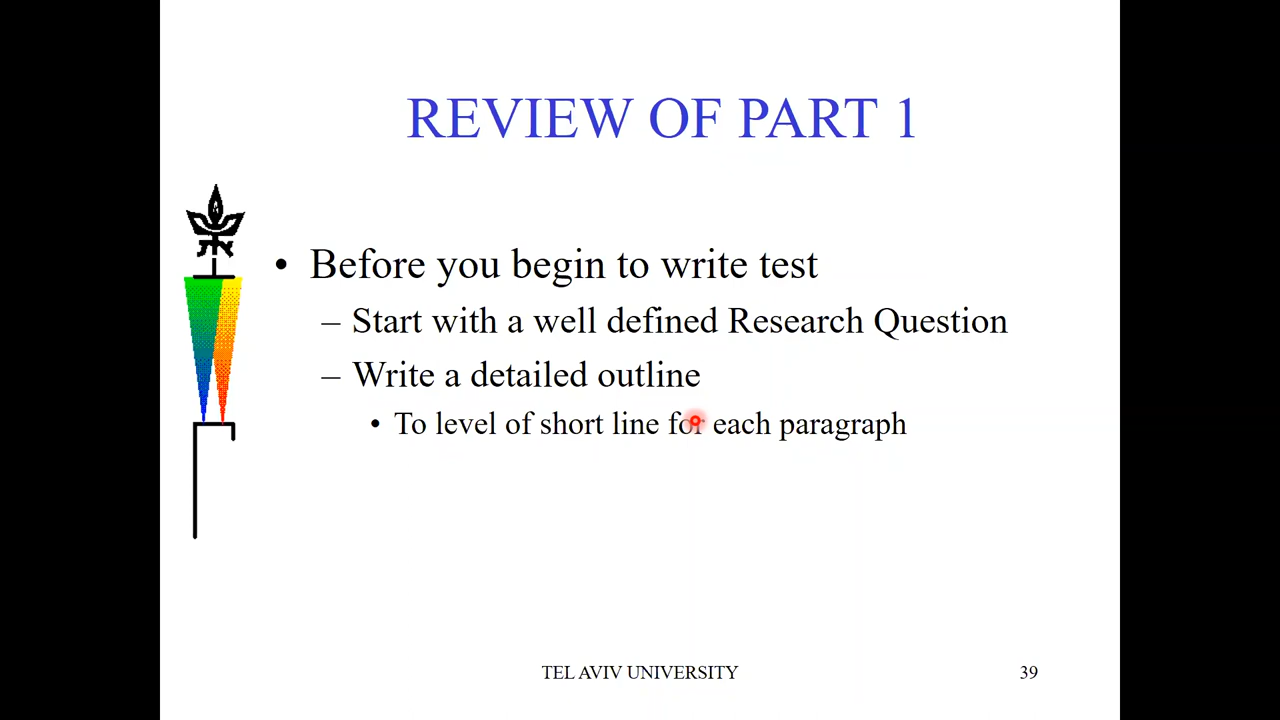 REVIEW OF PART 1
• Before you begin to write test
– Start with a well defined Research Question
– Write a detailed outline
• To level of short line for each paragraph
TEL AVIV UNIVERSITY
39